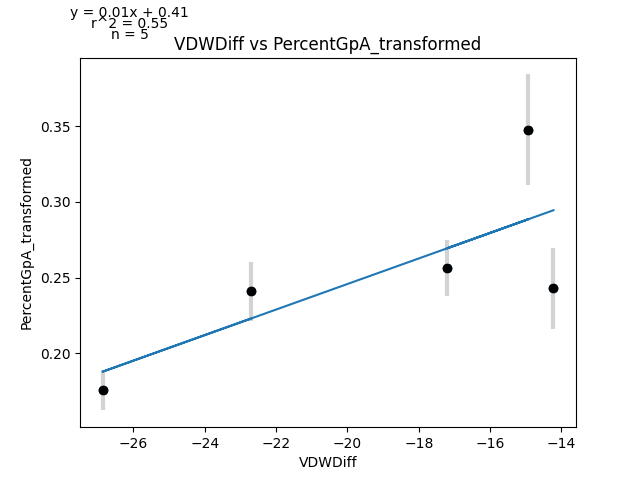 y = 0.01x + 0.41
r^2 = 0.55
n = 5
VDWDiff vs PercentGpA_transformed
PercentGpA_transformed
0.35
0.30
0.25
0.20
−26
−24
−22
−20
−18
−16
−14
VDWDiff